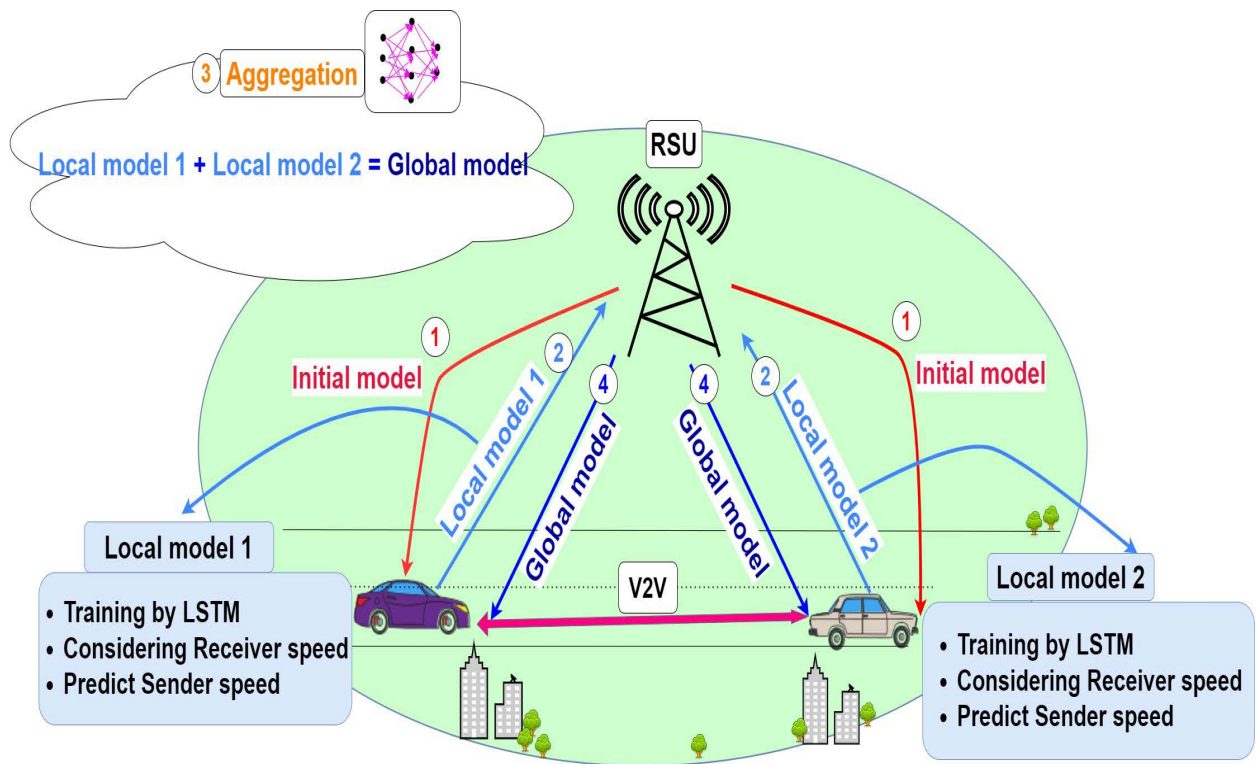 3 Aggregation
Local model 1 + Local model 2 = Global model
RSU
1
Initial model
2
Local model 1
4
Global model
4
Global model
2
Local model 2
1
Initial model
V2V
Local model 1
• Training by LSTM
• Considering Receiver speed
• Predict Sender speed
Local model 2
• Training by LSTM
• Considering Receiver speed
• Predict Sender speed